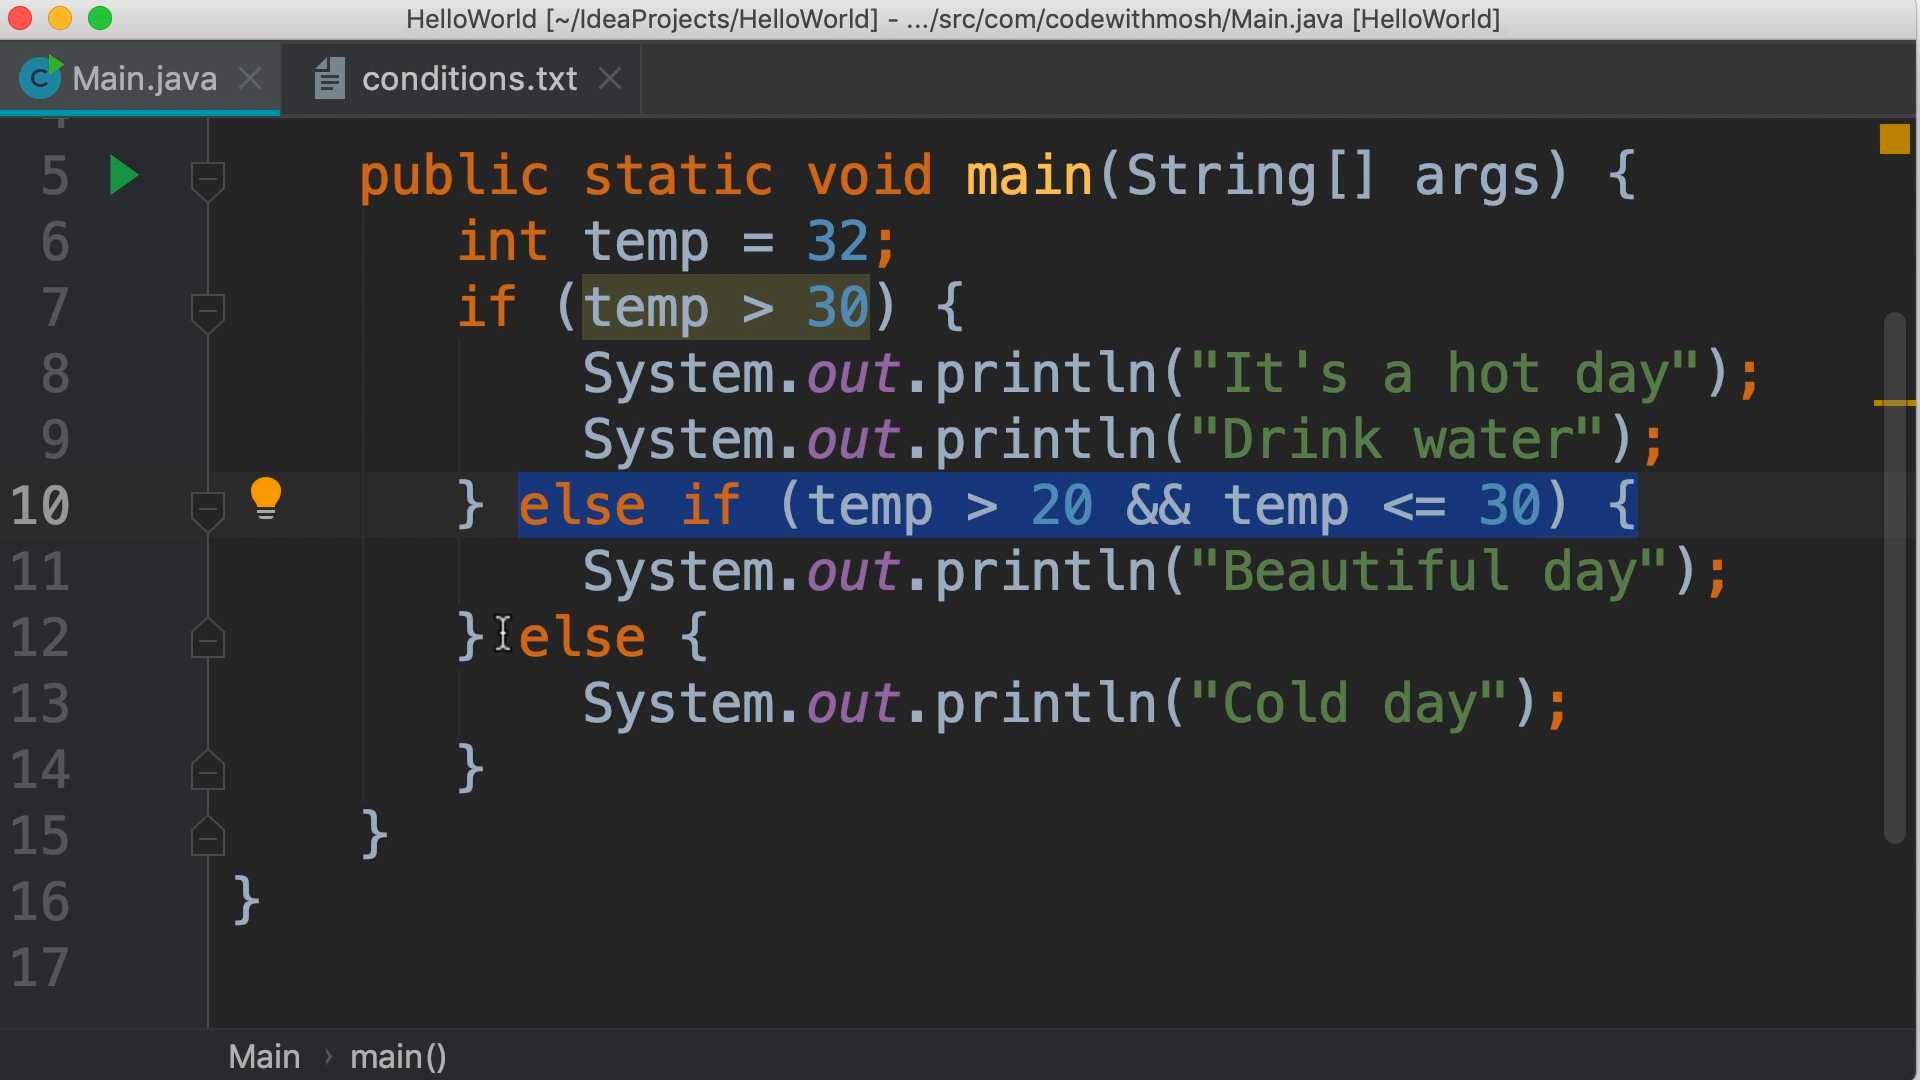 HelloWorld [~/IdeaProjects/HelloWorld] - .../src/com/codewithmosh/Main.java [HelloWorld]
Main.java conditions.txt
5 public static void main(String[] args) {
6 int temp = 32;
7 if (temp > 30) {
8 System.out.println("It's a hot day");
9 System.out.println("Drink water");
10 } else if (temp > 20 && temp <= 30) {
11 System.out.println("Beautiful day");
12 } else {
13 System.out.println("Cold day");
14 }
15 }
16 }
17
Main › main()